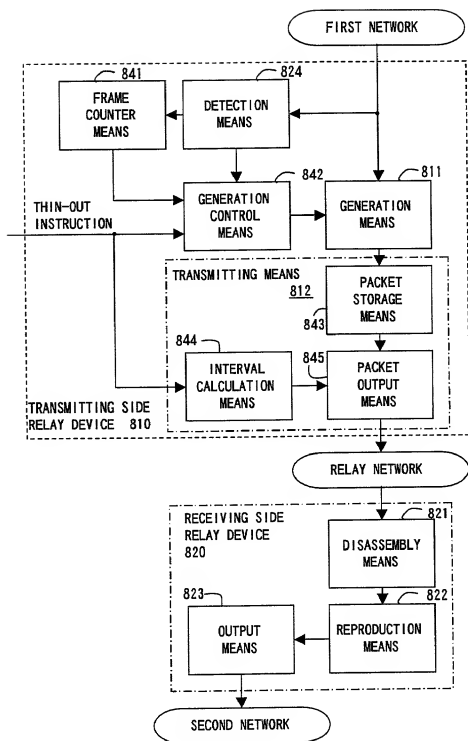 FIRST NETWORK
841
824
FRAME
COUNTER
MEANS
DETECTION
MEANS
842
811
THIN-OUT
INSTRUCTION
GENERATION
CONTROL
MEANS
GENERATION
MEANS
TRANSMITTING MEANS
812
PACKET
STORAGE
MEANS
843
844
845
INTERVAL
CALCULATION
MEANS
PACKET
OUTPUT
MEANS
TRANSMITTING SIDE
RELAY DEVICE 810
RELAY NETWORK
RECEIVING SIDE
RELAY DEVICE
820
821
DISASSEMBLY
MEANS
823
822
OUTPUT
MEANS
REPRODUCTION
MEANS
SECOND NETWORK